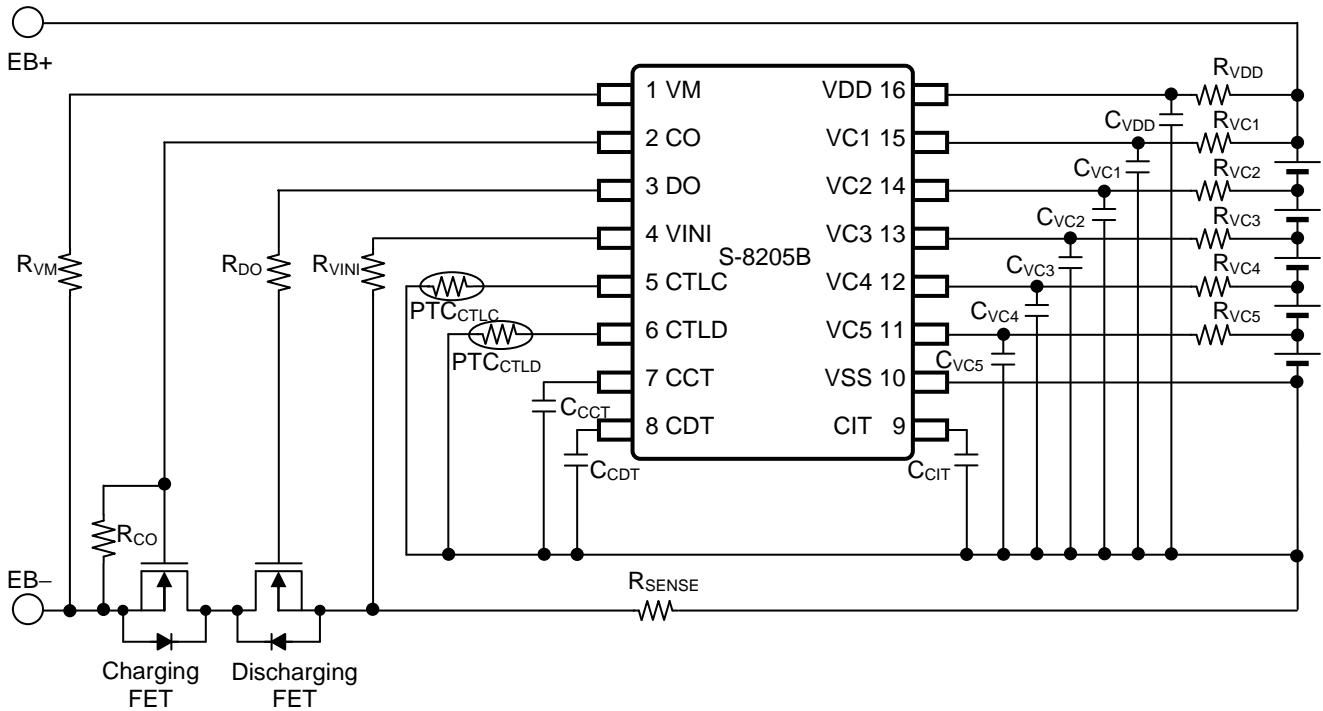 EB+
1 VM
2 CO
3 DO
4 VINI
5 CTLC
6 CTLD
7 CCT
8 CDT
S-8205B
VDD 16
VC1 15
VC2 14
VC3 13
VC4 12
VC5 11
VSS 10
CIT 9
RVDD
RVC1
RVC2
RVC3
RVC4
RVC5
CVDD
CVC1
CVC2
CVC3
CVC4
CVC5
RVM
RDO
RVINI
PTCCTLC
PTCCTLD
CCCT
CCDT
CCIT
RCO
EB−
RSENSE
Charging
FET
Discharging
FET